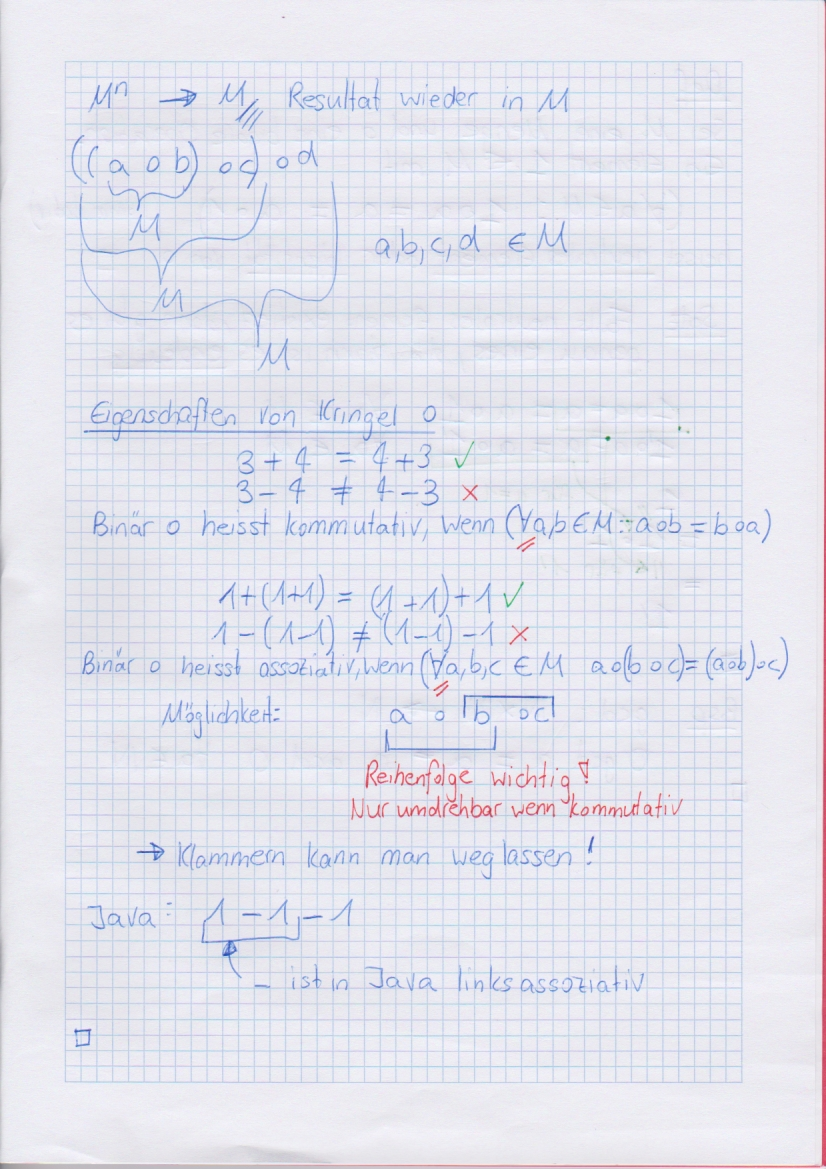 Mⁿ → M Resultat wieder in M
((a o b) o c) o d
M
a,b,c,d ∈ M
M
M
Eigenschaften von Kringel o
3 + 4 = 4 + 3 ✓
3 - 4 ≠ 4 - 3 ×
Binär o heisst kommutativ, wenn (∀a,b ∈ M : a o b = b o a)
1 + (1+1) = (1+1)+1 ✓
1 - (1-1) ≠ (1-1) - 1 ×
Binär o heisst assoziativ, wenn (∀a,b,c ∈ M a o (b o c) = (a o b) o c)
Möglichkeit: a o b o c
Reihenfolge wichtig!
Nur umdrehbar wenn kommutativ
→ Klammern kann man weglassen!
Java: 1 - 1 - 1
- ist in Java linksassoziativ